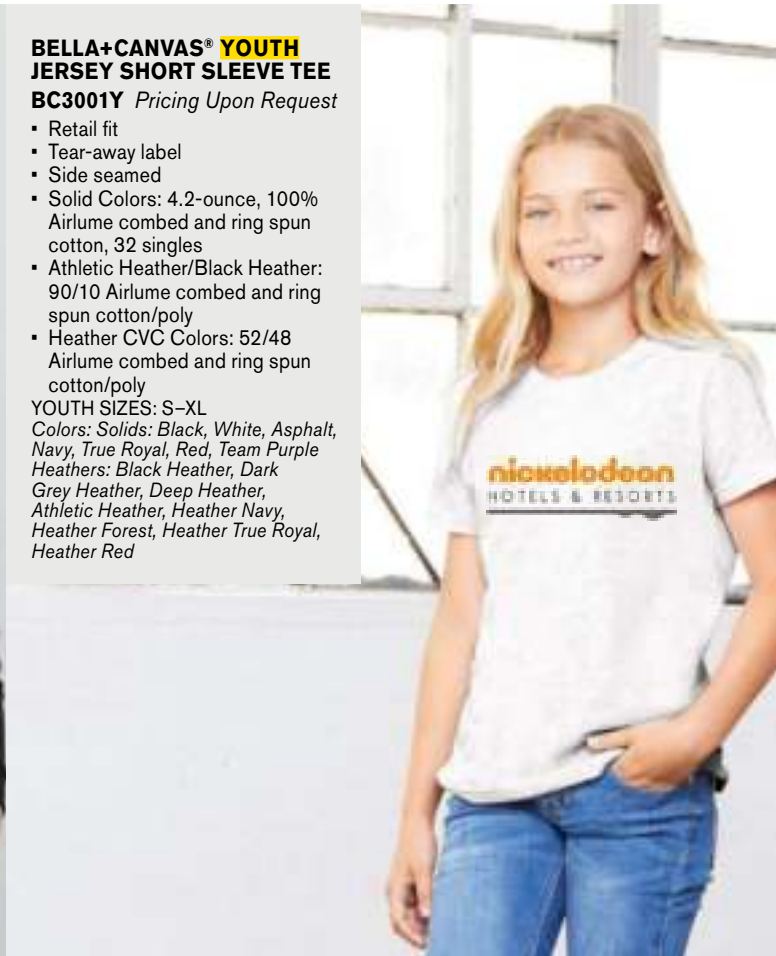 BELLA+CANVAS® YOUTH
JERSEY SHORT SLEEVE TEE
BC3001Y Pricing Upon Request
▪ Retail fit
▪ Tear-away label
▪ Side seamed
▪ Solid Colors: 4.2-ounce, 100%
Airlume combed and ring spun
cotton, 32 singles
▪ Athletic Heather/Black Heather:
90/10 Airlume combed and ring
spun cotton/poly
▪ Heather CVC Colors: 52/48
Airlume combed and ring spun
cotton/poly
YOUTH SIZES: S–XL
Colors: Solids: Black, White, Asphalt,
Navy, True Royal, Red, Team Purple
Heathers: Black Heather, Dark
Grey Heather, Deep Heather,
Athletic Heather, Heather Navy,
Heather Forest, Heather True Royal,
Heather Red
nickelodeon
HOTELS & RESORTS